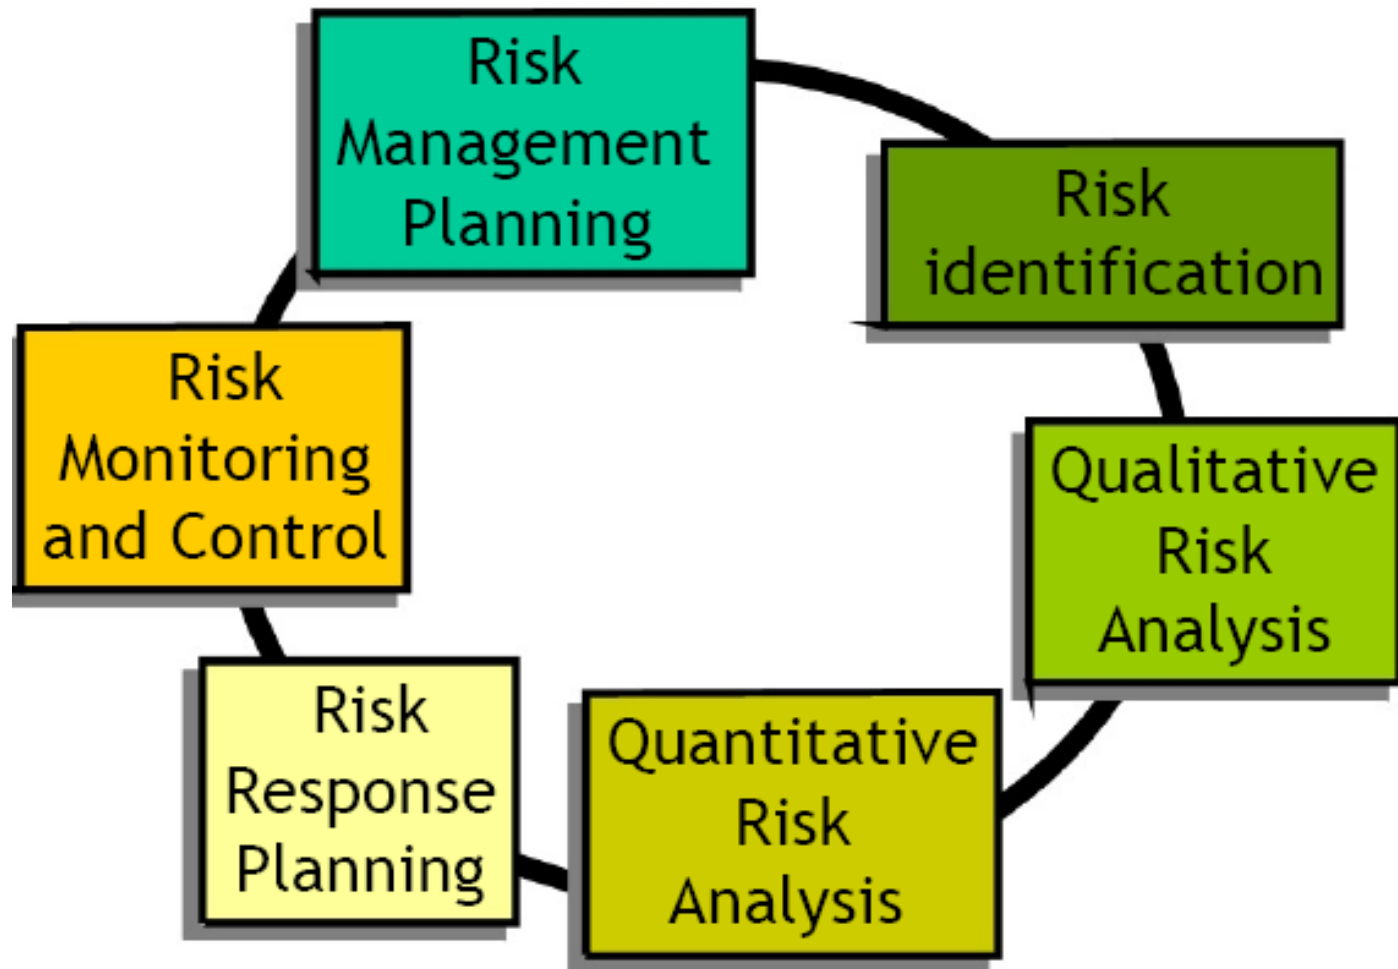 Risk
Management
Planning
Risk
identification
Qualitative
Risk
Analysis
Quantitative
Risk
Analysis
Risk
Response
Planning
Risk
Monitoring
and Control